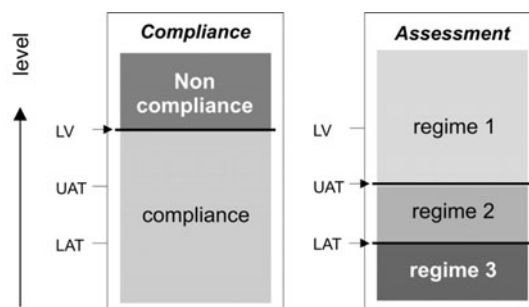 level
Compliance
Non
compliance
LV
UAT
compliance
LAT
Assessment
LV
regime 1
UAT
regime 2
LAT
regime 3